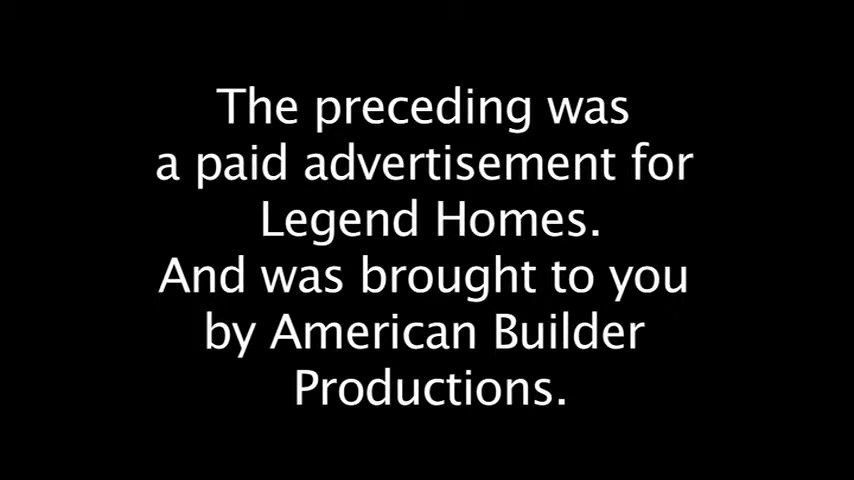 The preceding was
a paid advertisement for
Legend Homes.
And was brought to you
by American Builder
Productions.